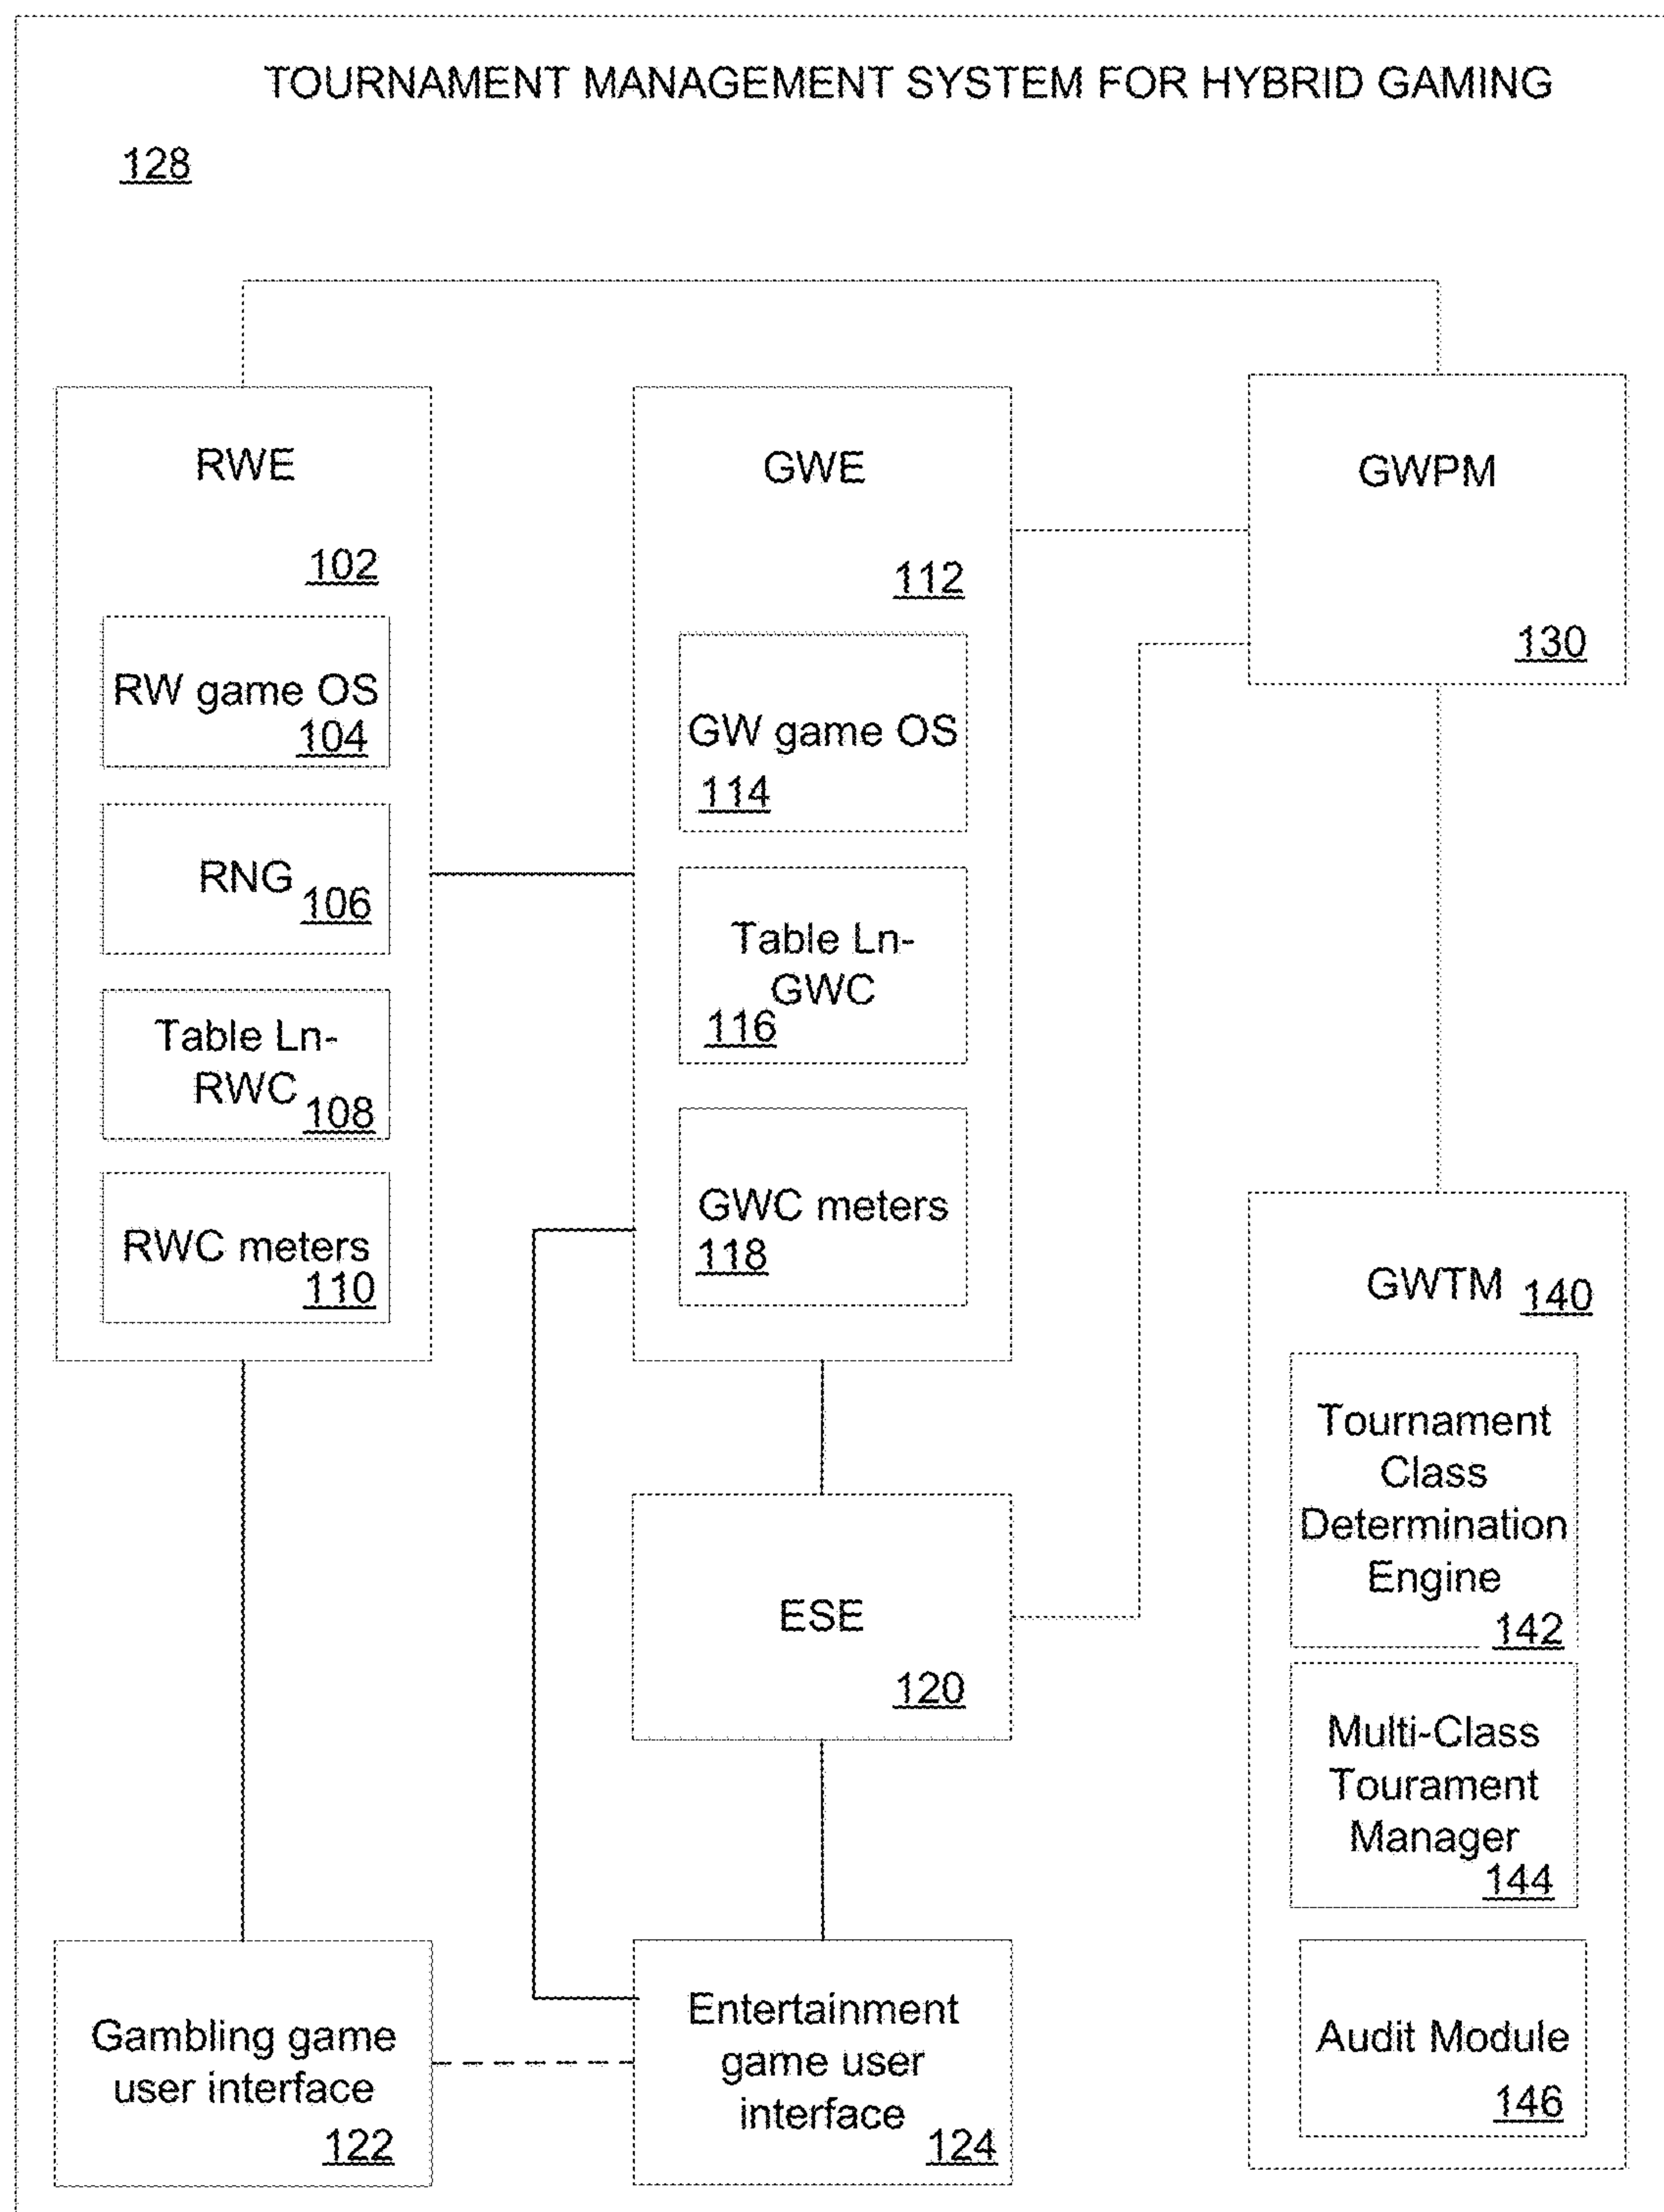 TOURNAMENT MANAGEMENT SYSTEM FOR HYBRID GAMING
128
RWE
102
RW game OS
104
RNG
106
Table Ln-
RWC
108
RWC meters
110
GWE
112
GW game OS
114
Table Ln-
GWC
116
GWC meters
118
GWPM
130
GWTM 140
Tournament
Class
Determination
Engine
142
Multi-Class
Tourament
Manager
144
Audit Module
146
ESE
120
Gambling game
user interface
122
Entertainment
game user
interface
124